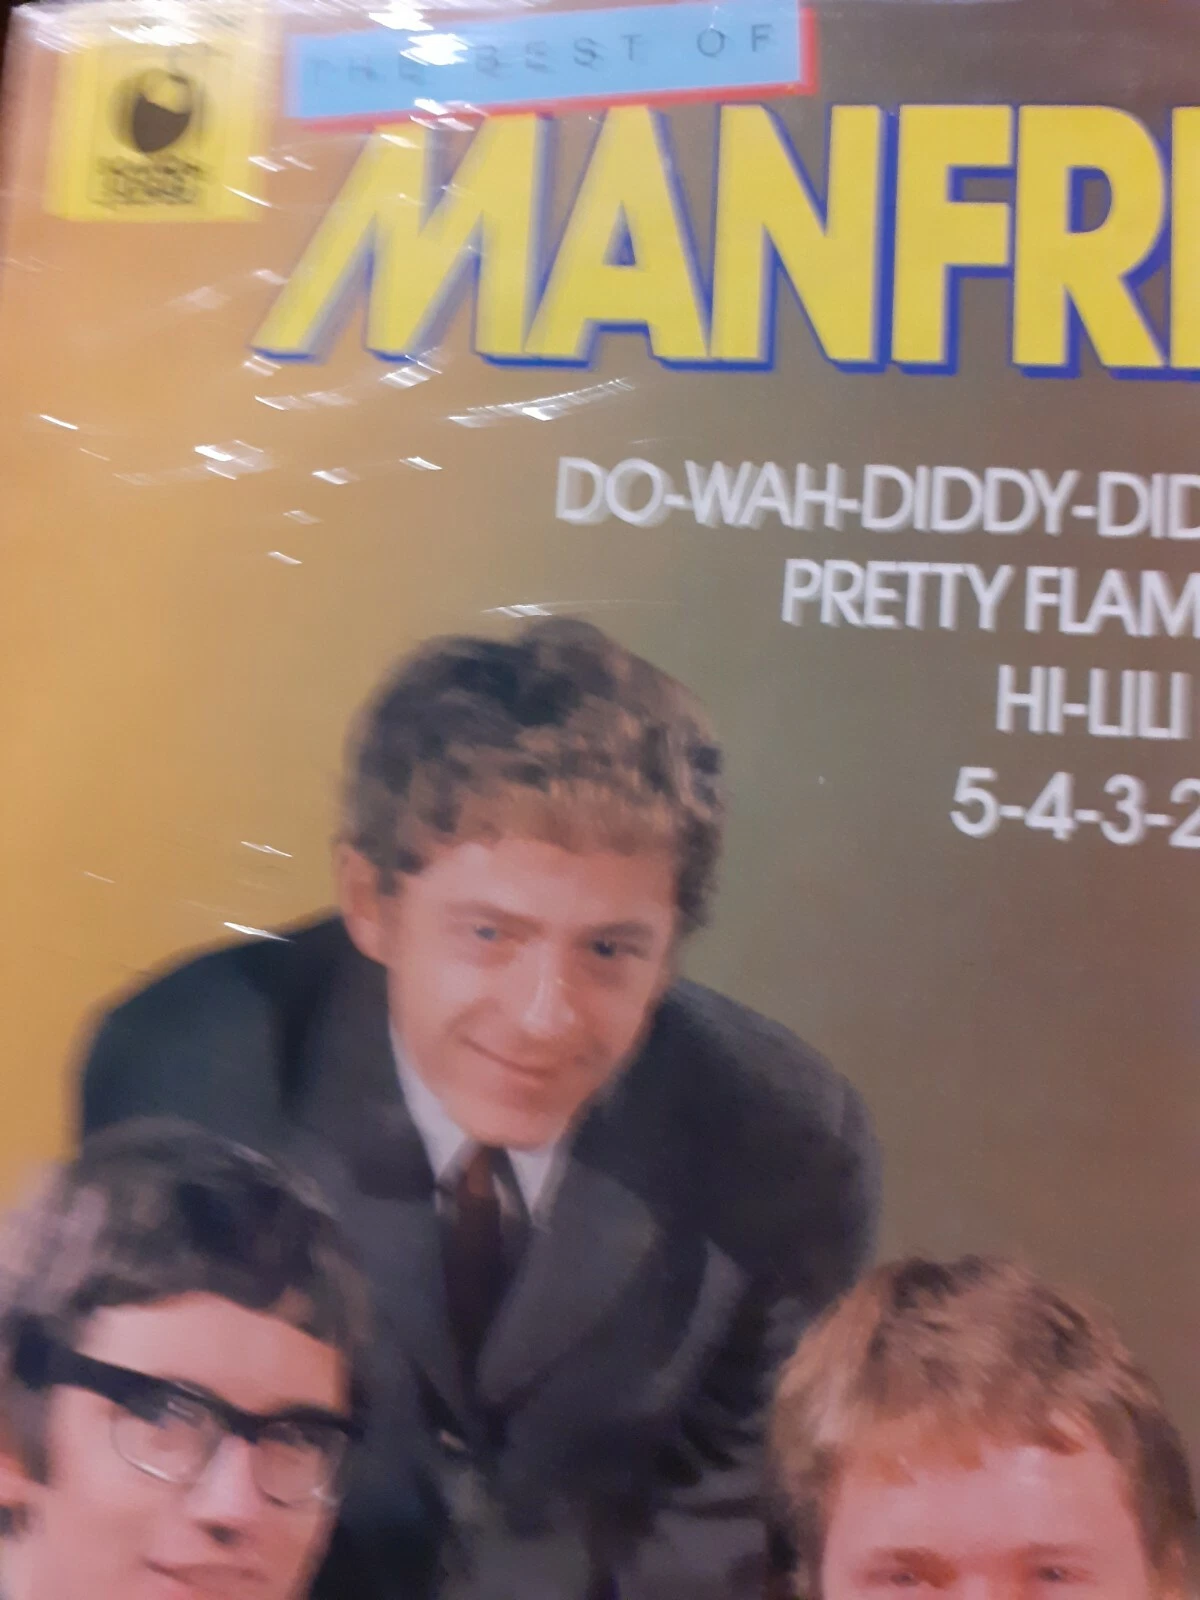 THE BEST OF
MANFR
DO-WAH-DIDDY-DID
PRETTY FLAM
HI-LILI
5-4-3-2